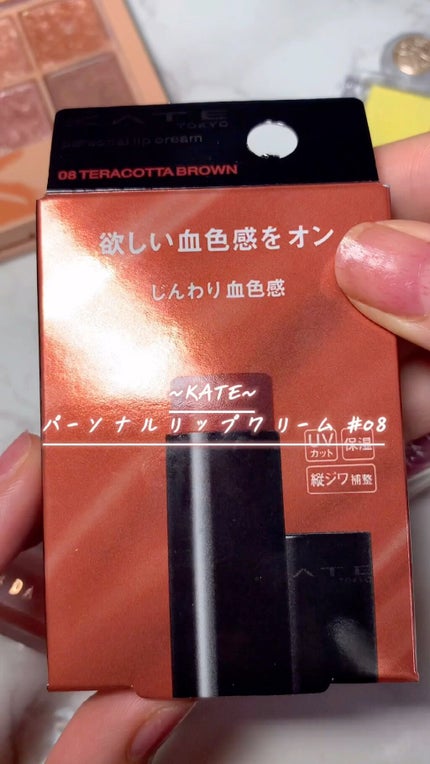 KATE
TOKYO
personal lip cream
08 TERACOTTA BROWN
欲しい血色感をオン
じんわり血色感
~KATE~
パーソナルリップクリーム #08
UV
カット
保湿
縦ジワ補整
KATE
TOKYO